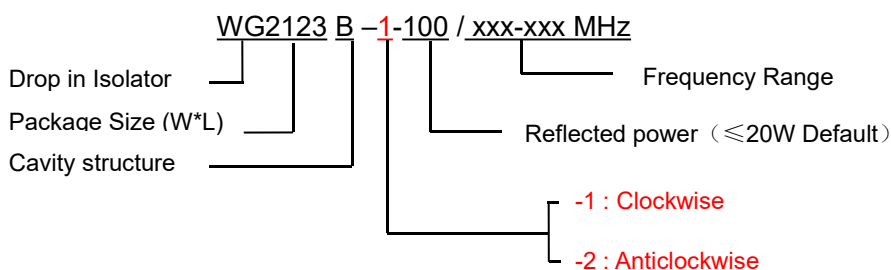 WG2123 B –1-100 / xxx-xxx MHz
Drop in Isolator
Frequency Range
Package Size (W*L)
Reflected power（≤20W Default）
Cavity structure
-1 : Clockwise
-2 : Anticlockwise